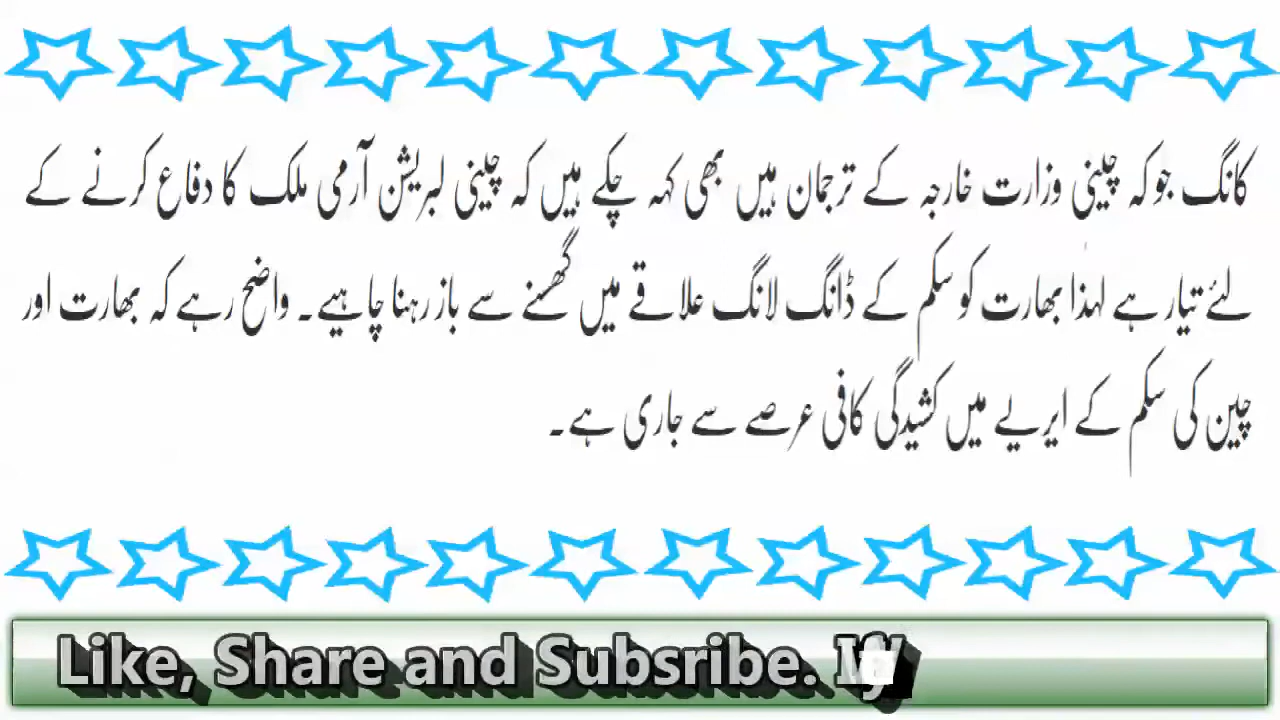 کانگ جو کہ چینی وزارت خارجہ کے ترجمان ہیں بھی کہہ چکے ہیں کہ چینی لبریشن آرمی ملک کا دفاع کرنے کے
لئے تیار ہے لہٰذا بھارت کو سکم کے ڈانگ لانگ علاقے میں گھسنے سے باز رہنا چاہیے۔ واضح رہے کہ بھارت اور
چین کی سکم کے ایریے میں کشیدگی کافی عرصے سے جاری ہے۔
Like, Share and Subsribe.